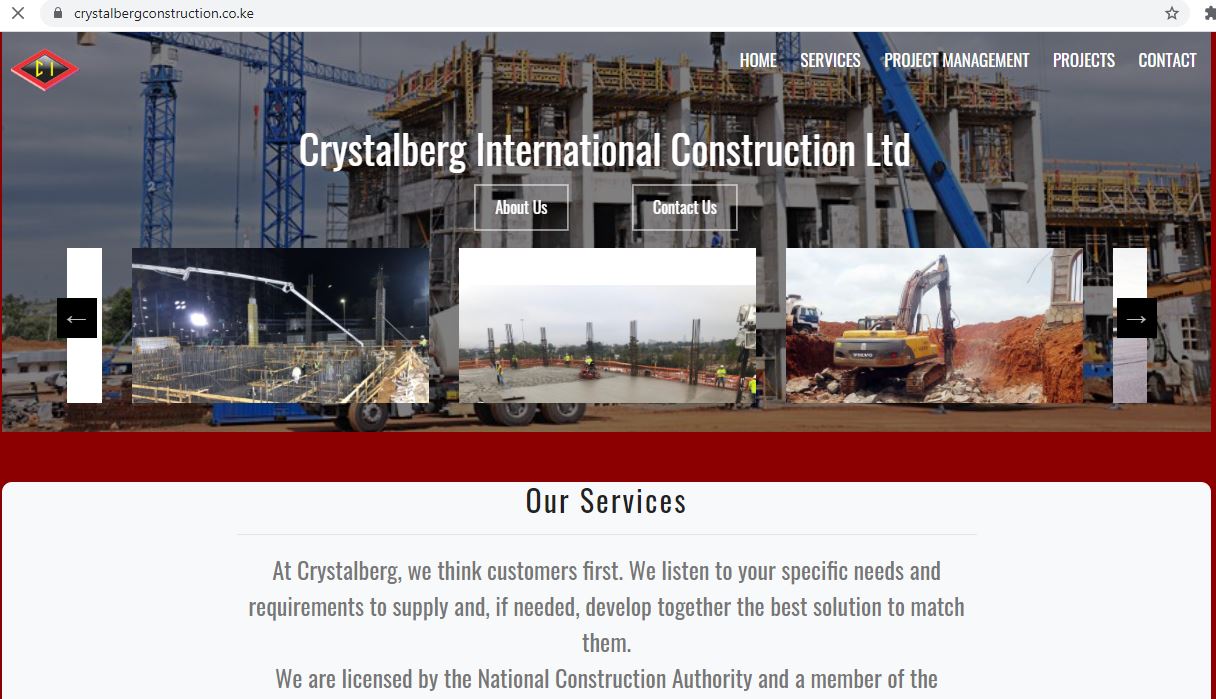 crystalbergconstruction.co.ke
CI
HOME SERVICES PROJECT MANAGEMENT PROJECTS CONTACT
Crystalberg International Construction Ltd
About Us Contact Us
← →
VOLVO
Our Services
At Crystalberg, we think customers first. We listen to your specific needs and
requirements to supply and, if needed, develop together the best solution to match
them.
We are licensed by the National Construction Authority and a member of the